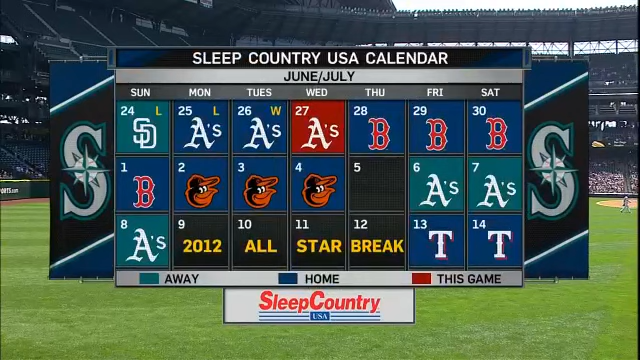 SLEEP COUNTRY USA CALENDAR
JUNE/JULY
SUN MON TUES WED THU FRI SAT
24 L 25 L 26 W 27 28 29 30
SD A's A's A's B B B
1 2 3 4 5 6 7
B A's A's
8 9 10 11 12 13 14
A's 2012 ALL STAR BREAK T T
AWAY HOME THIS GAME
SleepCountry
USA
S
S